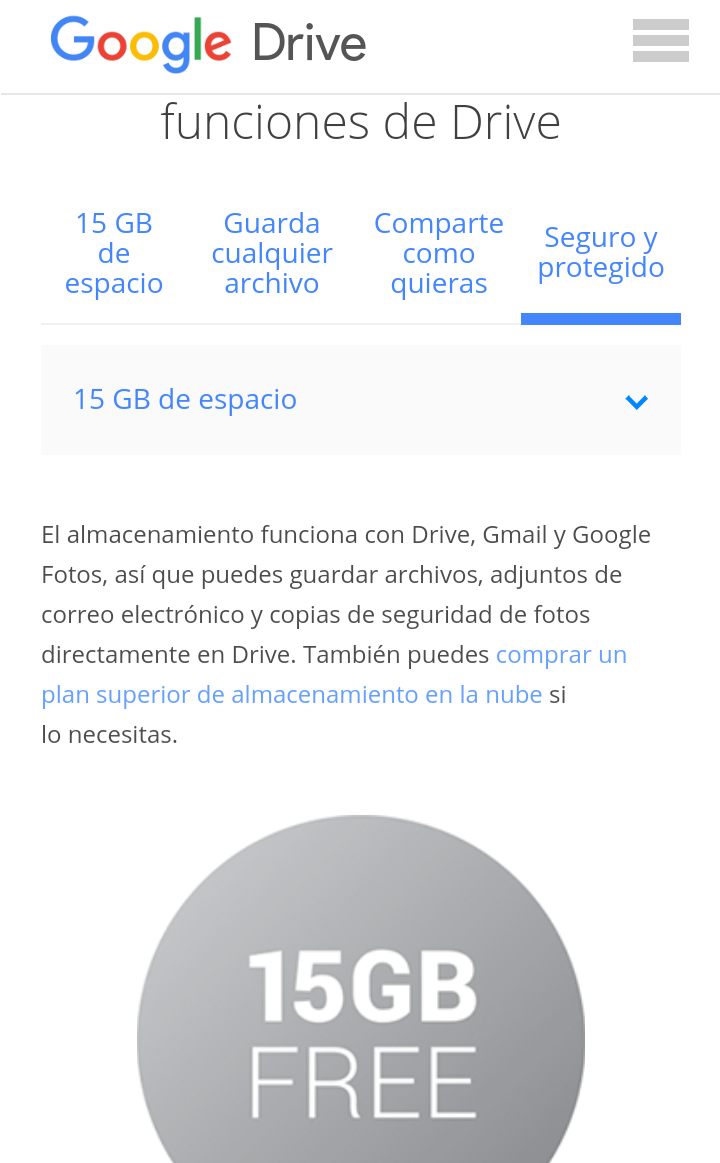 Google Drive
funciones de Drive
15 GB
de
espacio
Guarda
cualquier
archivo
Comparte
como
quieras
Seguro y
protegido
15 GB de espacio
El almacenamiento funciona con Drive, Gmail y Google
Fotos, así que puedes guardar archivos, adjuntos de
correo electrónico y copias de seguridad de fotos
directamente en Drive. También puedes comprar un
plan superior de almacenamiento en la nube si
lo necesitas.
15GB
FREE